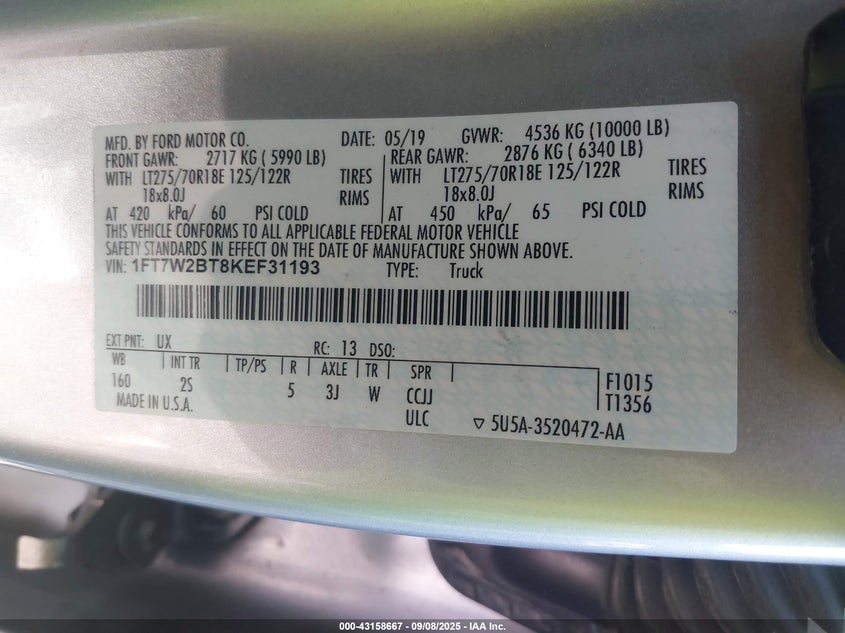 MFD. BY FORD MOTOR CO. DATE: 05/19 GVWR: 4536 KG (10000 LB)
FRONT GAWR: 2717 KG ( 5990 LB) REAR GAWR: 2876 KG ( 6340 LB)
WITH LT275/70R18E 125/122R TIRES WITH LT275/70R18E 125/122R TIRES
18x8.0J RIMS 18x8.0J RIMS
AT 420 kPa/ 60 PSI COLD AT 450 kPa/ 65 PSI COLD
THIS VEHICLE CONFORMS TO ALL APPLICABLE FEDERAL MOTOR VEHICLE
SAFETY STANDARDS IN EFFECT ON THE DATE OF MANUFACTURE SHOWN ABOVE.
VIN: 1FT7W2BT8KEF31193 TYPE: Truck
EXT PNT: UX RC: 13 DSO:
WB INT TR TP/PS R AXLE TR SPR
160 2S 5 3J W CCJJ F1015
MADE IN U.S.A. ULC T1356
▽ 5U5A-3520472-AA
000-43158667 - 09/08/2025 - IAA Inc.